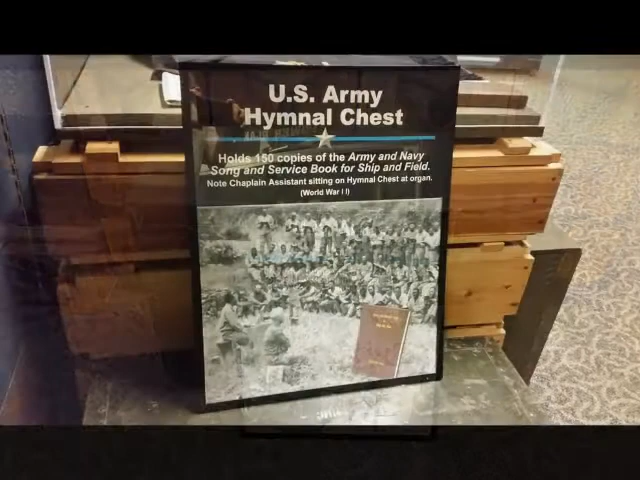 U.S. Army
Hymnal Chest
Holds 150 copies of the Army and Navy
Song and Service Book for Ship and Field.
Note Chaplain Assistant sitting on Hymnal Chest at organ.
(World War I I)